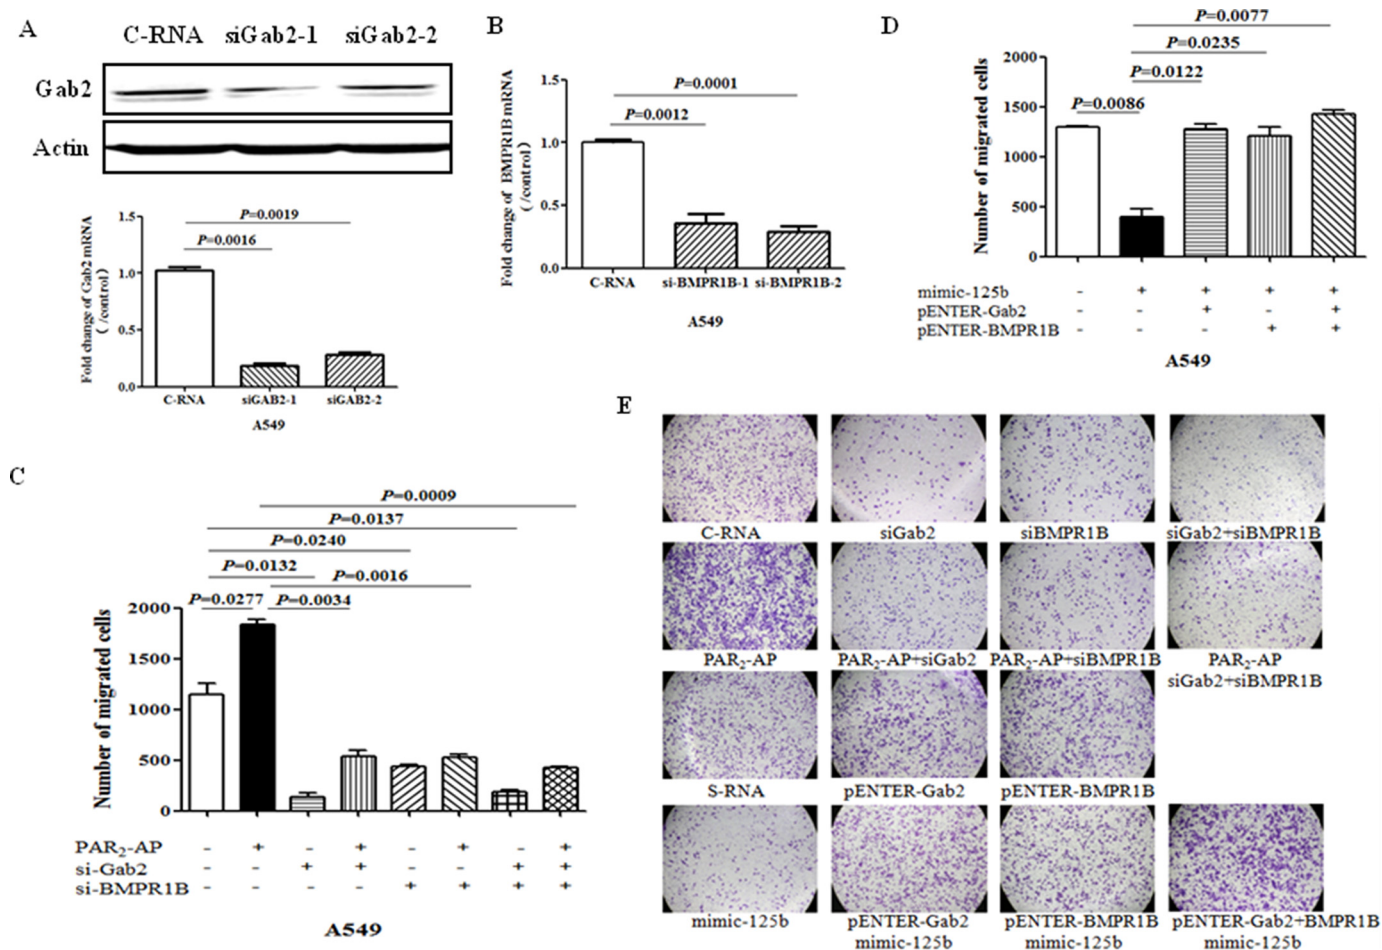 A
C-RNA siGab2-1 siGab2-2
Gab2
Actin
Fold change of Gab2 mRNA
( /control)
1.5
1.0
0.5
0.0
P=0.0019
P=0.0016
C-RNA siGAB2-1 siGAB2-2
A549
B
Fold change of BMPR1B mRNA
( /control)
1.5
1.0
0.5
0.0
P=0.0001
P=0.0012
C-RNA si-BMPR1B-1 si-BMPR1B-2
A549
C
Number of migrated cells
2000
1500
1000
500
0
P=0.0009
P=0.0137
P=0.0240
P=0.0132 P=0.0016
P=0.0277 P=0.0034
PAR2-AP - + - + - + - +
si-Gab2 - - + + - - + +
si-BMPR1B - - - - + + + +
A549
D
Number of migrated cells
2000
1500
1000
500
0
P=0.0077
P=0.0235
P=0.0122
P=0.0086
mimic-125b - + + + +
pENTER-Gab2 - - + - +
pENTER-BMPR1B - - - + +
A549
E
C-RNA siGab2 siBMPR1B siGab2+siBMPR1B
PAR2-AP PAR2-AP+siGab2 PAR2-AP+siBMPR1B PAR2-AP
siGab2+siBMPR1B
S-RNA pENTER-Gab2 pENTER-BMPR1B
mimic-125b pENTER-Gab2 pENTER-BMPR1B pENTER-Gab2+BMPR1B
mimic-125b mimic-125b mimic-125b